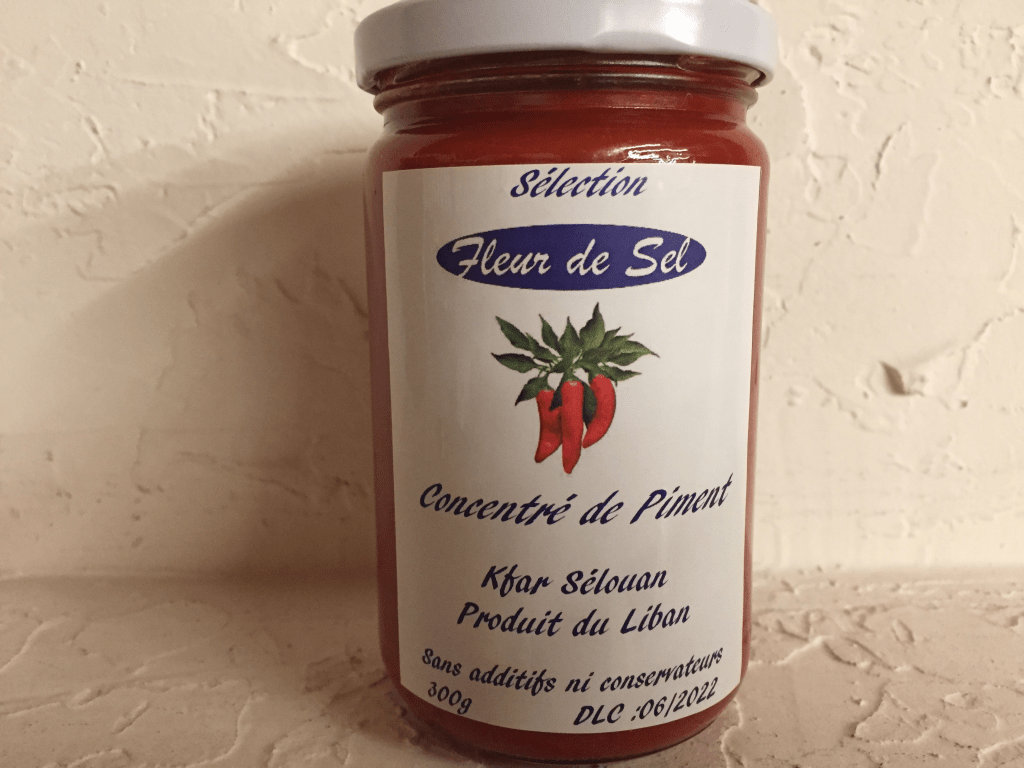 Sélection
Fleur de Sel
Concentré de Piment
Kfar Sélouan
Produit du Liban
Sans additifs ni conservateurs
300g
DLC :06/2022